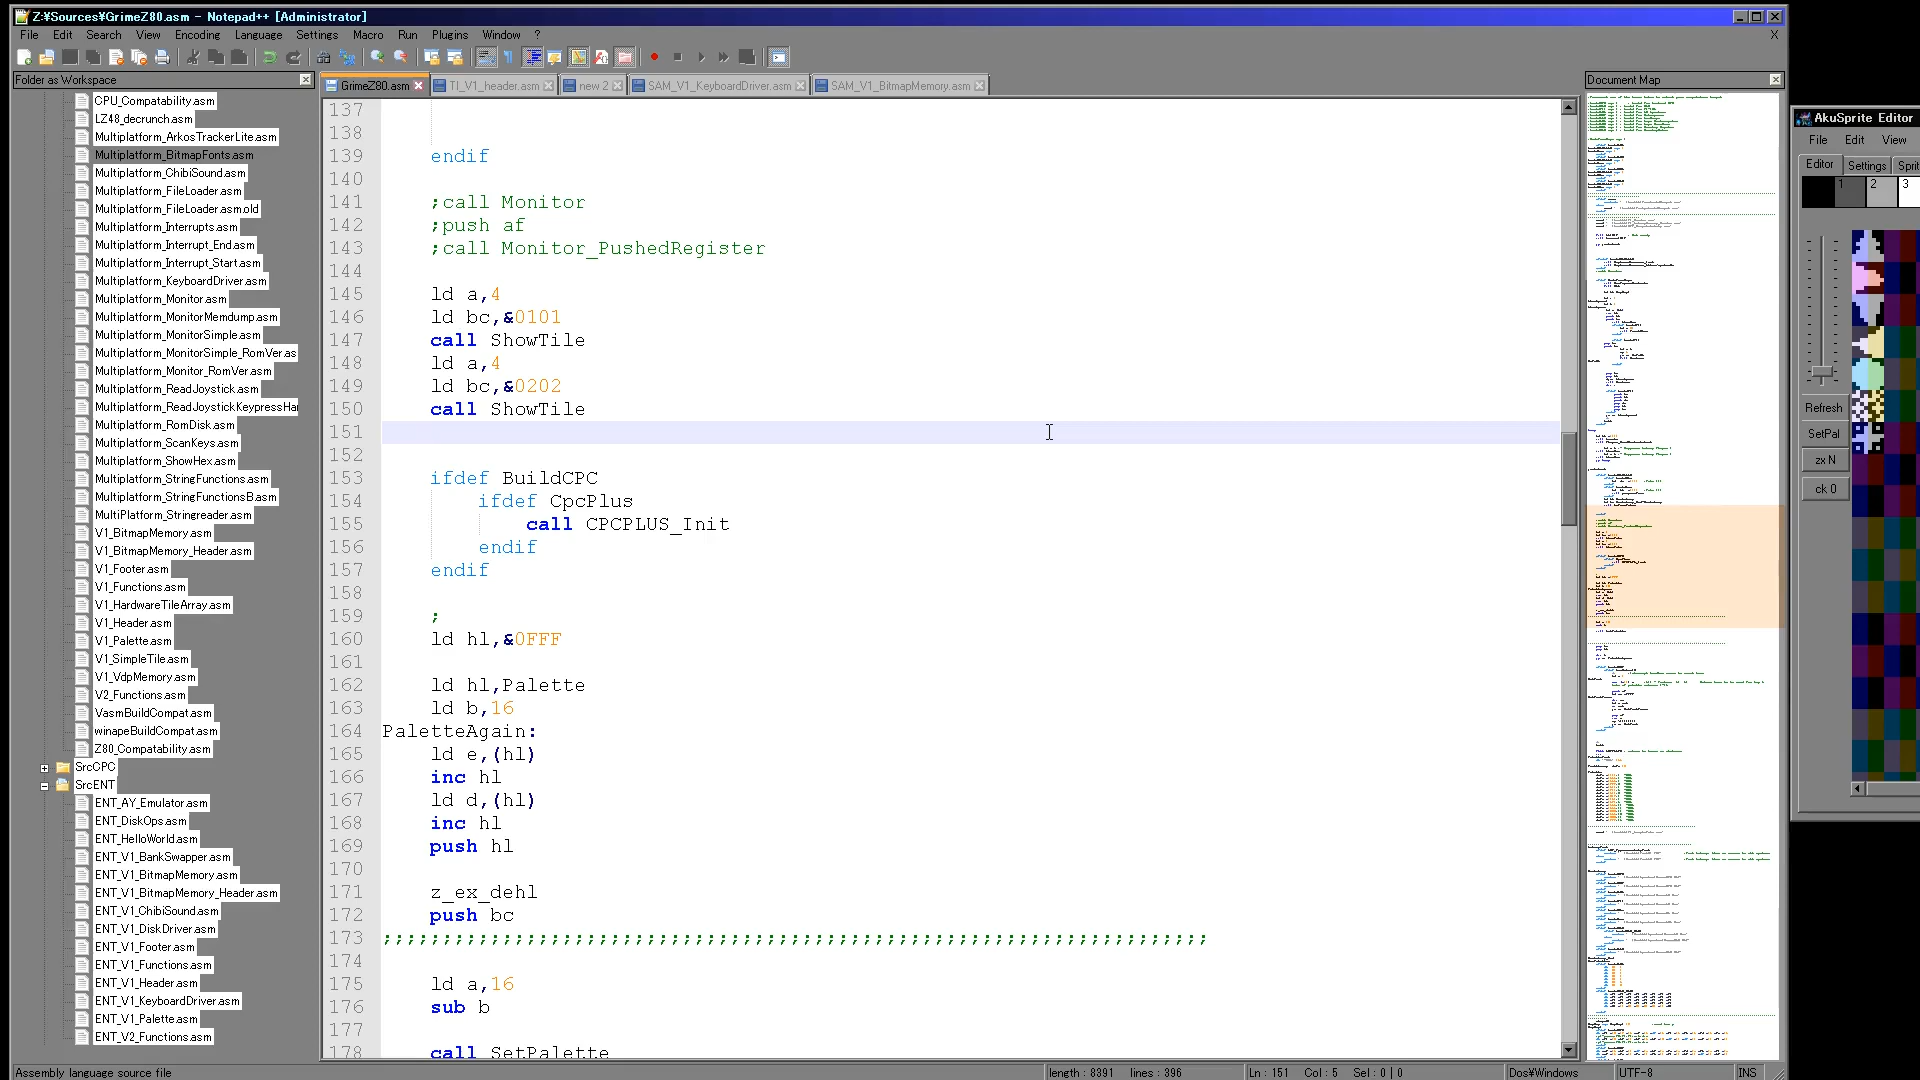 Z:¥Sources¥GrimeZ80.asm - Notepad++ [Administrator]
File Edit Search View Encoding Language Settings Macro Run Plugins Window ?
X
Folder as Workspace
GrimeZ80.asm
TI_V1_header.asm
new 2
SAM_V1_KeyboardDriver.asm
SAM_V1_BitmapMemory.asm
Document Map
CPU_Compatability.asm
LZ48_decrunch.asm
Multiplatform_ArkosTrackerLite.asm
Multiplatform_BitmapFonts.asm
Multiplatform_ChibiSound.asm
Multiplatform_FileLoader.asm
Multiplatform_FileLoader.asm.old
Multiplatform_Interrupts.asm
Multiplatform_Interrupt_End.asm
Multiplatform_Interrupt_Start.asm
Multiplatform_KeyboardDriver.asm
Multiplatform_Monitor.asm
Multiplatform_MonitorMemdump.asm
Multiplatform_MonitorSimple.asm
Multiplatform_MonitorSimple_RomVer.as
Multiplatform_Monitor_RomVer.asm
Multiplatform_ReadJoystick.asm
Multiplatform_ReadJoystickKeypressHa
Multiplatform_RomDisk.asm
Multiplatform_ScanKeys.asm
Multiplatform_ShowHex.asm
Multiplatform_StringFunctions.asm
Multiplatform_StringFunctionsB.asm
MultiPlatform_Stringreader.asm
V1_BitmapMemory.asm
V1_BitmapMemory_Header.asm
V1_Footer.asm
V1_Functions.asm
V1_HardwareTileArray.asm
V1_Header.asm
V1_Palette.asm
V1_SimpleTile.asm
V1_VdpMemory.asm
V2_Functions.asm
VasmBuildCompat.asm
winapeBuildCompat.asm
Z80_Compatability.asm
SrcCPC
SrcENT
ENT_AY_Emulator.asm
ENT_DiskOps.asm
ENT_HelloWorld.asm
ENT_V1_BankSwapper.asm
ENT_V1_BitmapMemory.asm
ENT_V1_BitmapMemory_Header.asm
ENT_V1_ChibiSound.asm
ENT_V1_DiskDriver.asm
ENT_V1_Footer.asm
ENT_V1_Functions.asm
ENT_V1_Header.asm
ENT_V1_KeyboardDriver.asm
ENT_V1_Palette.asm
ENT_V2_Functions.asm
137
138
139 endif
140
141 ;call Monitor
142 ;push af
143 ;call Monitor_PushedRegister
144
145 ld a,4
146 ld bc,&0101
147 call ShowTile
148 ld a,4
149 ld bc,&0202
150 call ShowTile
151
152
153 ifdef BuildCPC
154 ifdef CpcPlus
155 call CPCPLUS_Init
156 endif
157 endif
158
159 ;
160 ld hl,&0FFF
161
162 ld hl,Palette
163 ld b,16
164 PaletteAgain:
165 ld e,(hl)
166 inc hl
167 ld d,(hl)
168 inc hl
169 push hl
170
171 z_ex_dehl
172 push bc
173 ;;;;;;;;;;;;;;;;;;;;;;;;;;;;;;;;;;;;;;;;;;;;;;;;;;;;;;;;;;;;;;;;;;;;;;
174
175 ld a,16
176 sub b
177
178 call SetPalette
AkuSprite Editor
File Edit View
Editor Settings Sprit
1 2 3
Refresh
SetPal
zx N
ck 0
Assembly language source file
length : 8391 lines : 396
Ln : 151 Col : 5 Sel : 0 | 0
Dos¥Windows
UTF-8
INS